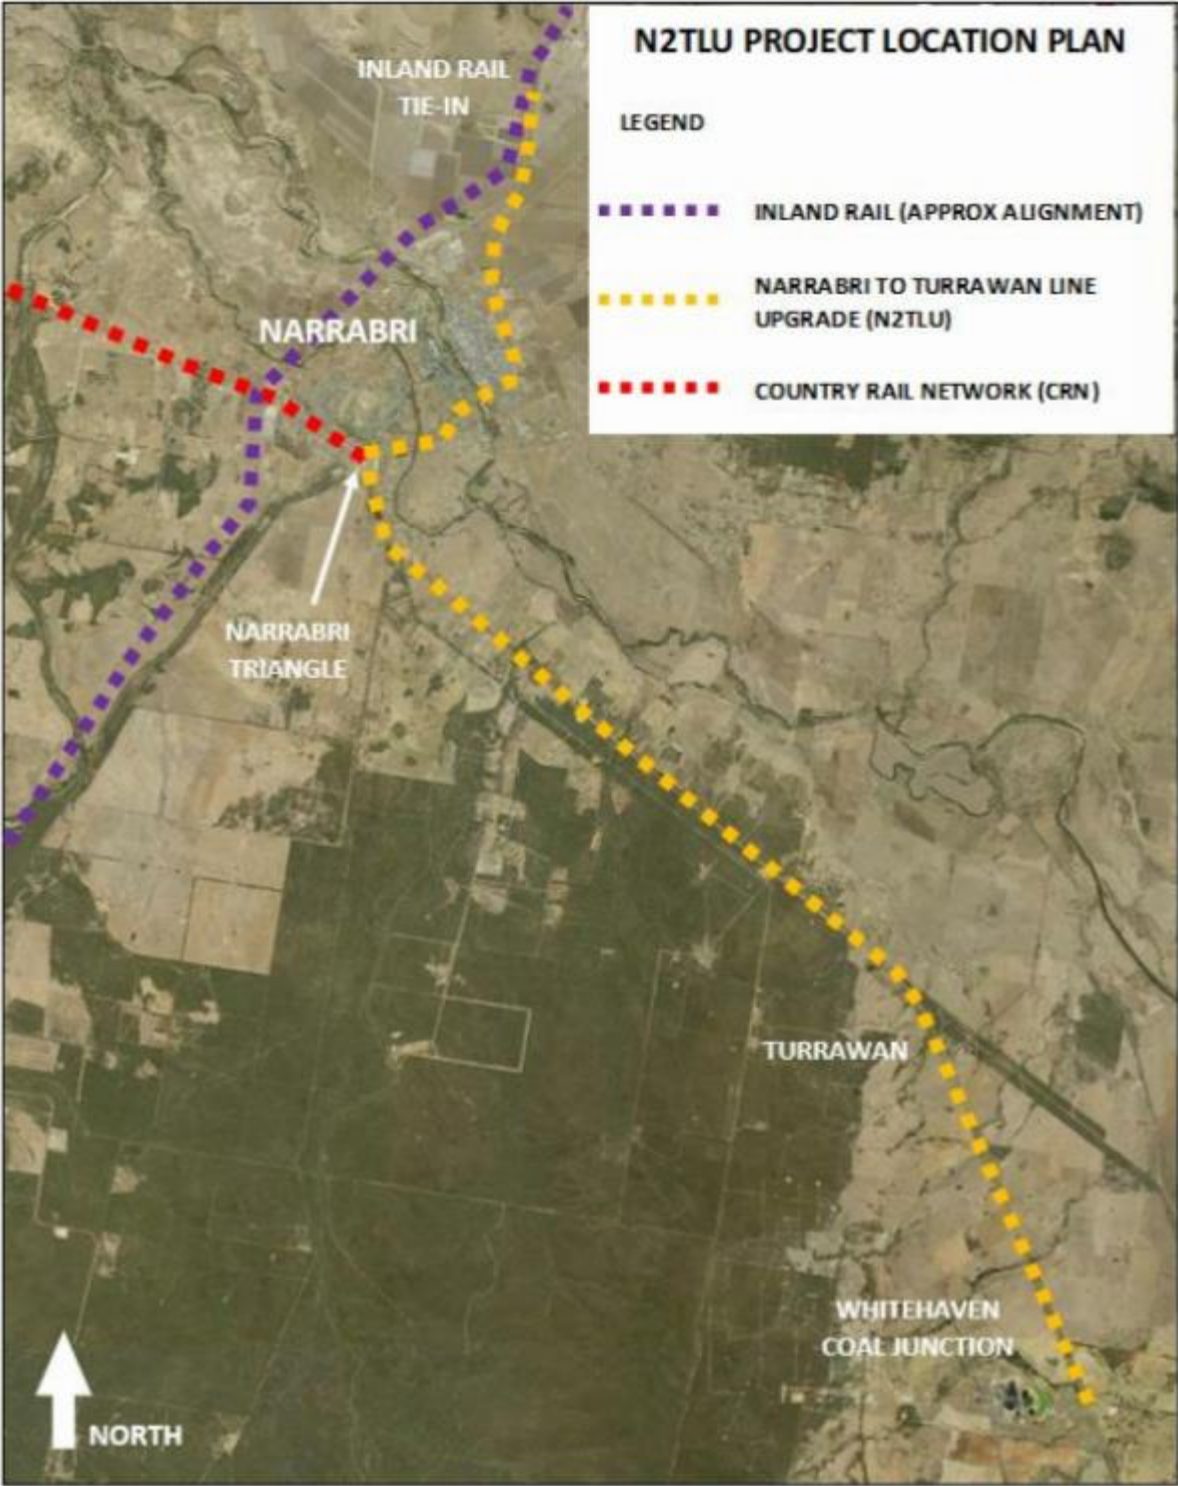 N2TLU PROJECT LOCATION PLAN
LEGEND
INLAND RAIL (APPROX ALIGNMENT)
NARRABRI TO TURRAWAN LINE
UPGRADE (N2TLU)
COUNTRY RAIL NETWORK (CRN)
INLAND RAIL
TIE-IN
NARRABRI
NARRABRI
TRIANGLE
TURRAWAN
WHITEHAVEN
COAL JUNCTION
NORTH